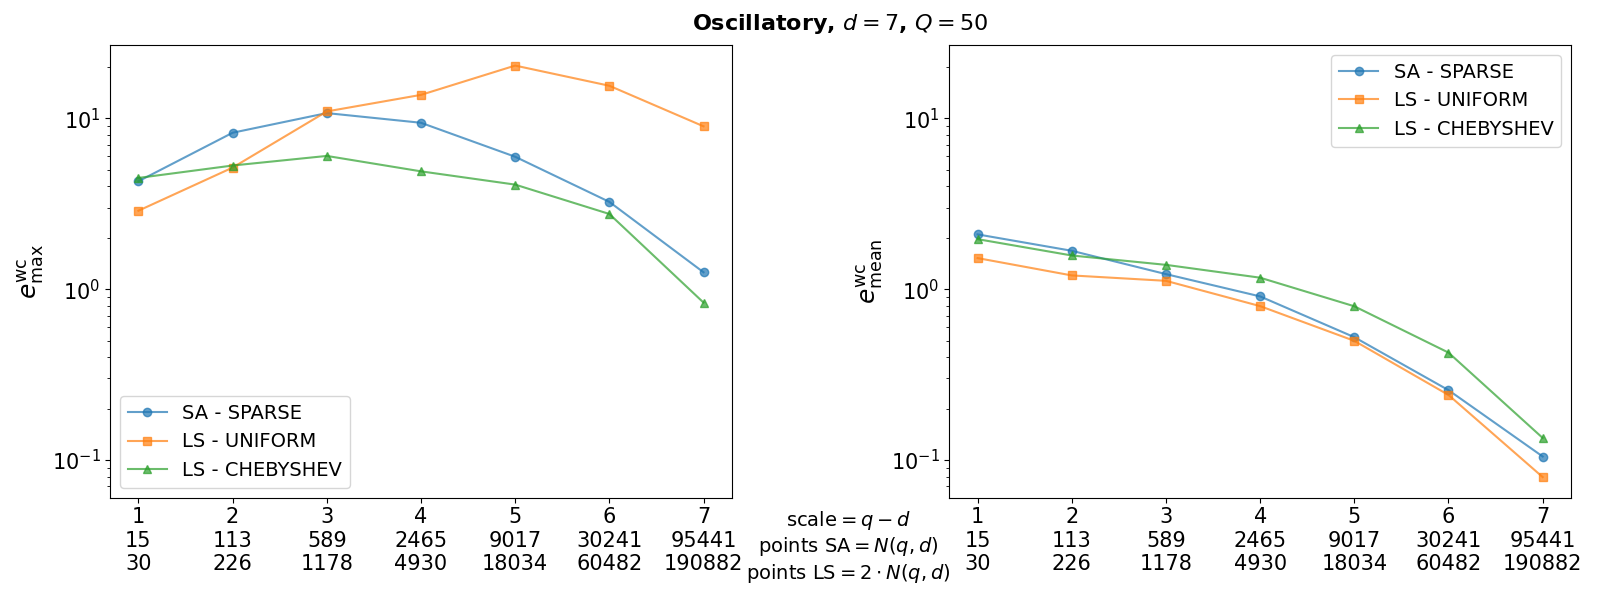 Oscillatory, d = 7, Q = 50
e^wc_max
10^1
10^0
10^-1
SA - SPARSE
LS - UNIFORM
LS - CHEBYSHEV
1 2 3 4 5 6 7
15 113 589 2465 9017 30241 95441
30 226 1178 4930 18034 60482 190882
scale = q − d
points SA = N(q, d)
points LS = 2 · N(q, d)
e^wc_mean
10^1
10^0
10^-1
SA - SPARSE
LS - UNIFORM
LS - CHEBYSHEV
1 2 3 4 5 6 7
15 113 589 2465 9017 30241 95441
30 226 1178 4930 18034 60482 190882